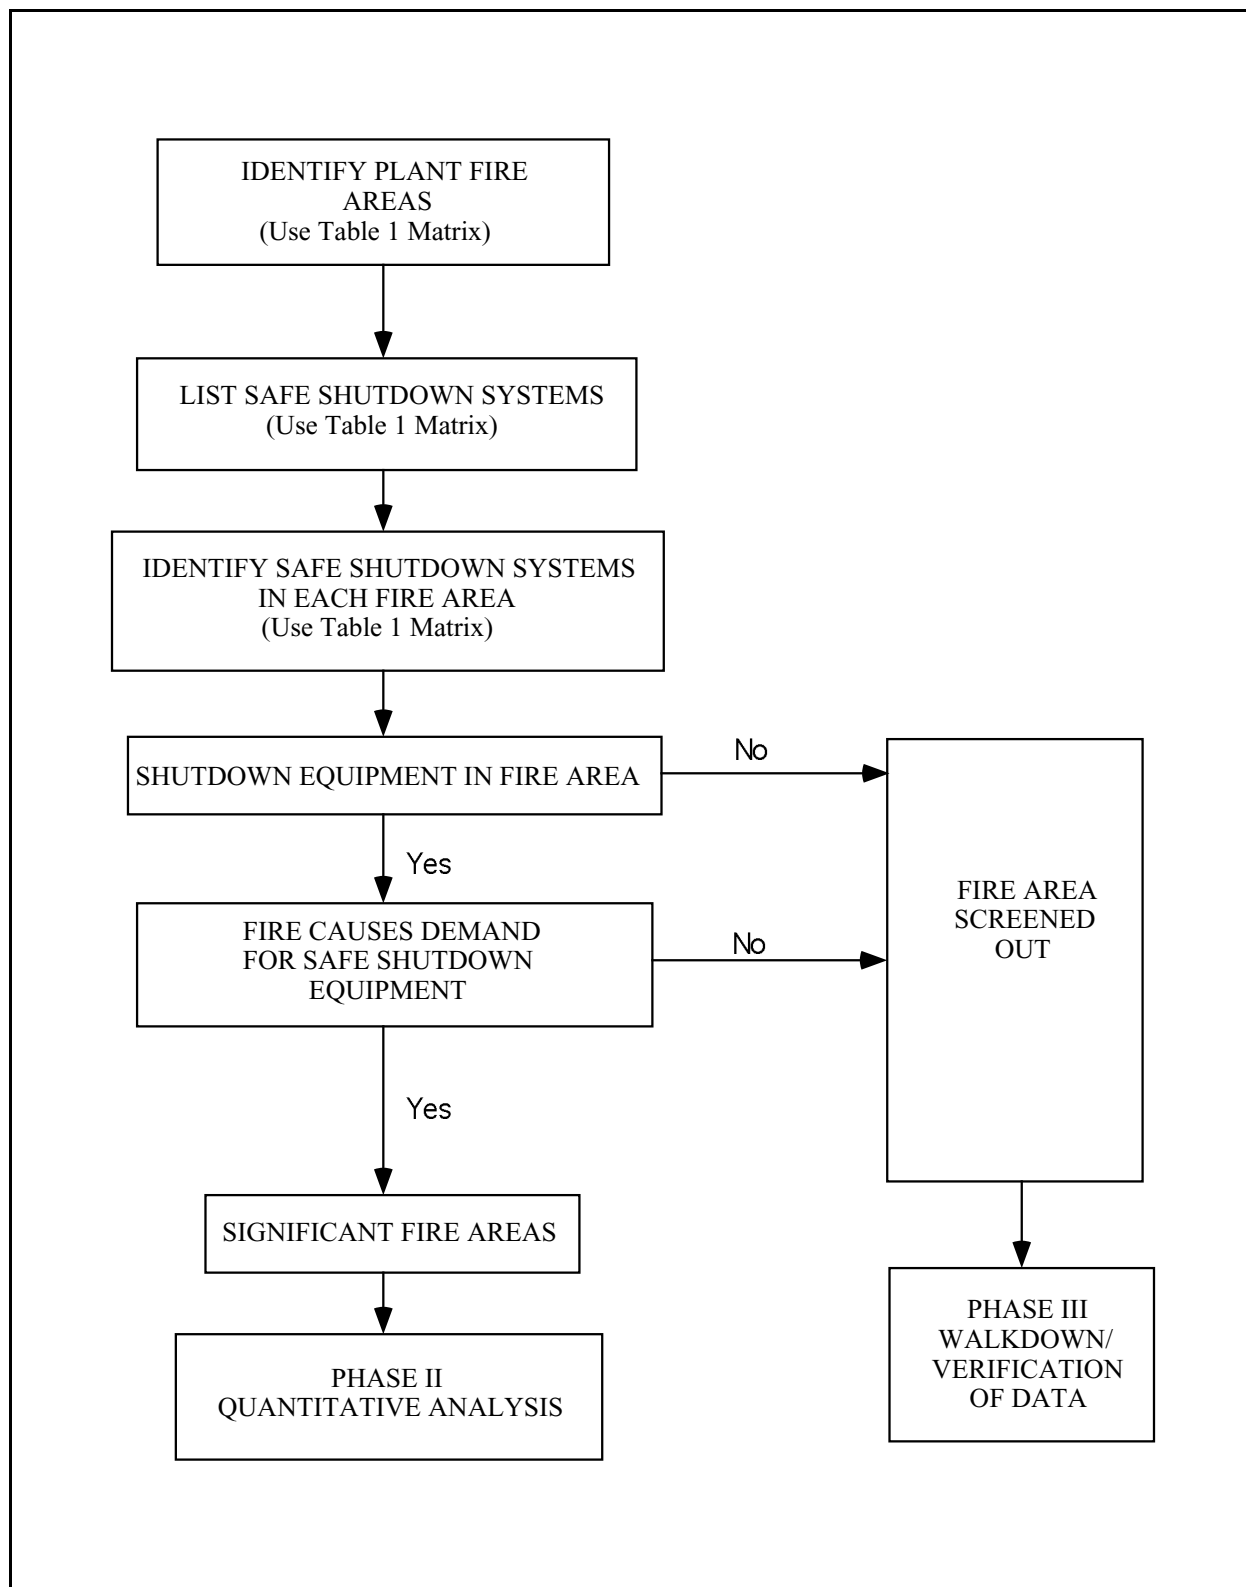 IDENTIFY PLANT FIRE
AREAS
(Use Table 1 Matrix)
LIST SAFE SHUTDOWN SYSTEMS
(Use Table 1 Matrix)
IDENTIFY SAFE SHUTDOWN SYSTEMS
IN EACH FIRE AREA
(Use Table 1 Matrix)
SHUTDOWN EQUIPMENT IN FIRE AREA
No
Yes
FIRE CAUSES DEMAND
FOR SAFE SHUTDOWN
EQUIPMENT
No
FIRE AREA
SCREENED
OUT
Yes
SIGNIFICANT FIRE AREAS
PHASE II
QUANTITATIVE ANALYSIS
PHASE III
WALKDOWN/
VERIFICATION
OF DATA